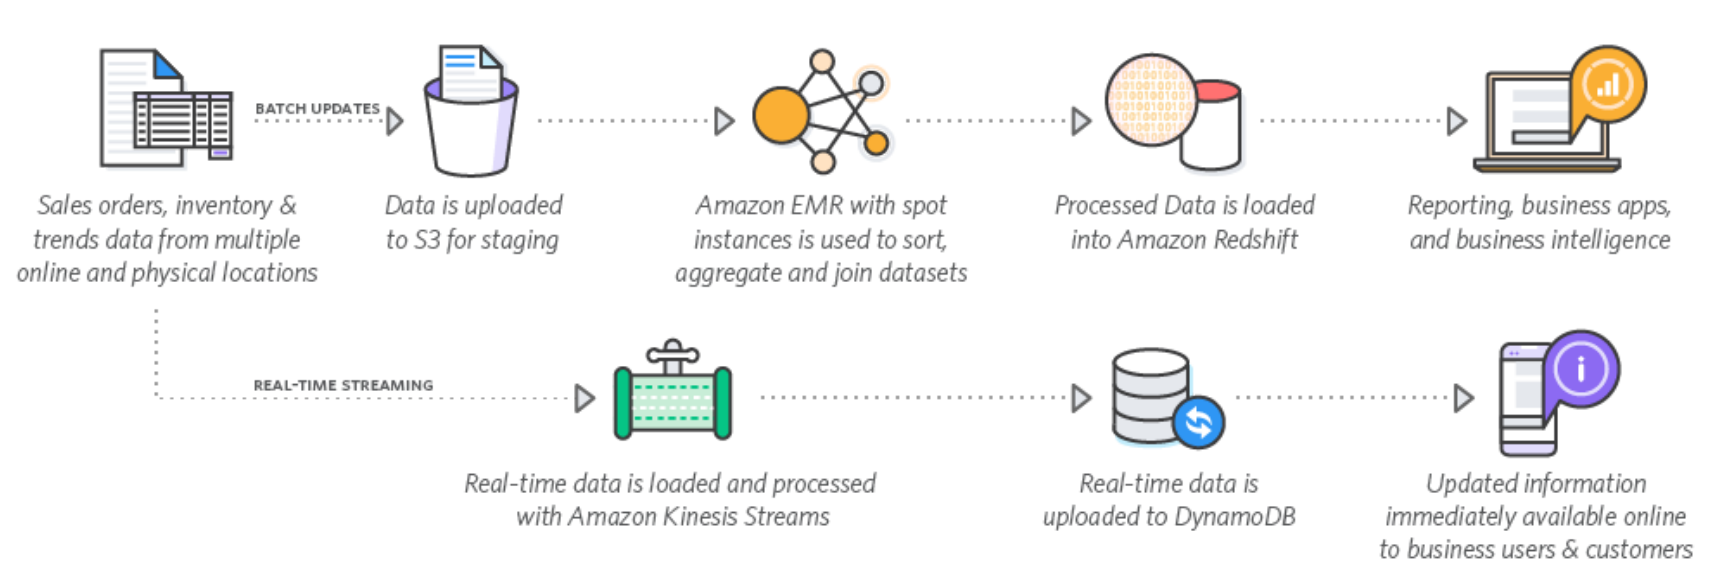 BATCH UPDATES
Sales orders, inventory &
trends data from multiple
online and physical locations
Data is uploaded
to S3 for staging
Amazon EMR with spot
instances is used to sort,
aggregate and join datasets
Processed Data is loaded
into Amazon Redshift
Reporting, business apps,
and business intelligence
REAL-TIME STREAMING
Real-time data is loaded and processed
with Amazon Kinesis Streams
Real-time data is
uploaded to DynamoDB
Updated information
immediately available online
to business users & customers